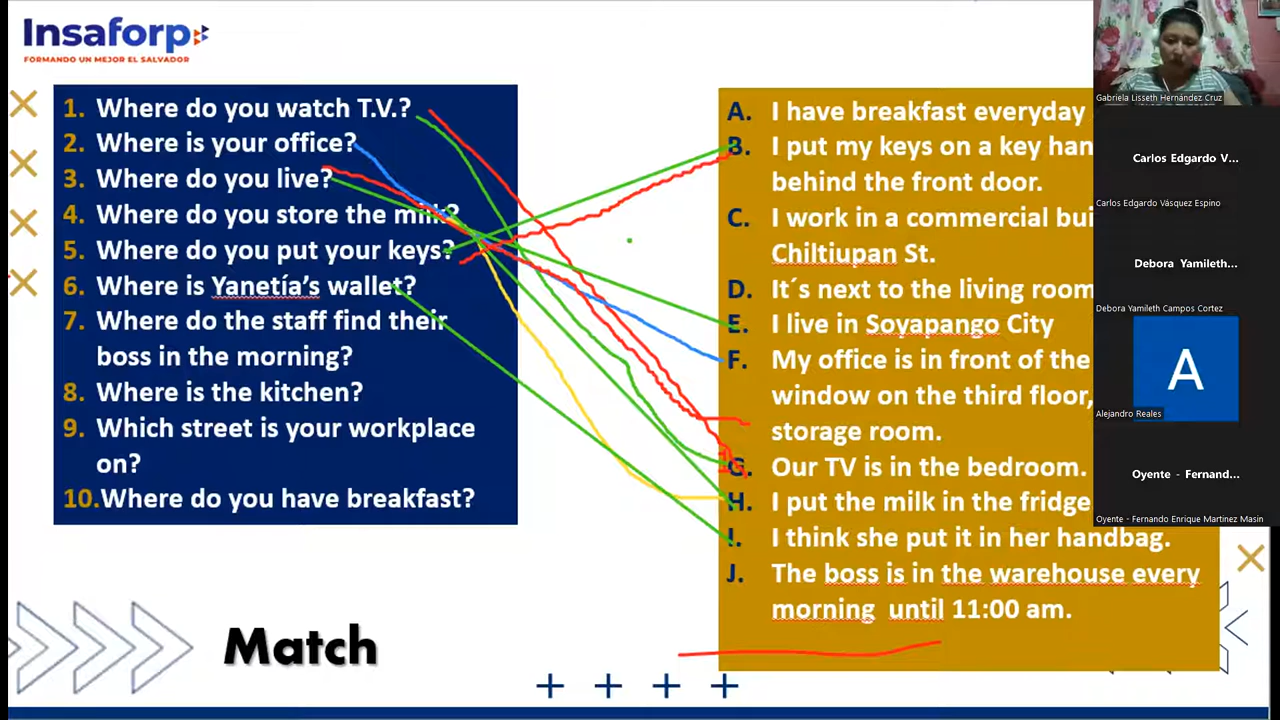 Insaforp
FORMANDO UN MEJOR EL SALVADOR
1. Where do you watch T.V.?
2. Where is your office?
3. Where do you live?
4. Where do you store the milk?
5. Where do you put your keys?
6. Where is Yanetía’s wallet?
7. Where do the staff find their
boss in the morning?
8. Where is the kitchen?
9. Which street is your workplace
on?
10. Where do you have breakfast?
Match
A. I have breakfast everyday
B. I put my keys on a key han
behind the front door.
C. I work in a commercial bui
Chiltiupan St.
D. It´s next to the living room
E. I live in Soyapango City
F. My office is in front of the
window on the third floor,
storage room.
G. Our TV is in the bedroom.
H. I put the milk in the fridge
I. I think she put it in her handbag.
J. The boss is in the warehouse every
morning until 11:00 am.
Gabriela Lisseth Hernández Cruz
Carlos Edgardo V...
Carlos Edgardo Vásquez Espino
Debora Yamileth...
Debora Yamileth Campos Cortez
A
Alejandro Reales
Oyente - Fernand...
Oyente - Fernando Enrique Martinez Masin